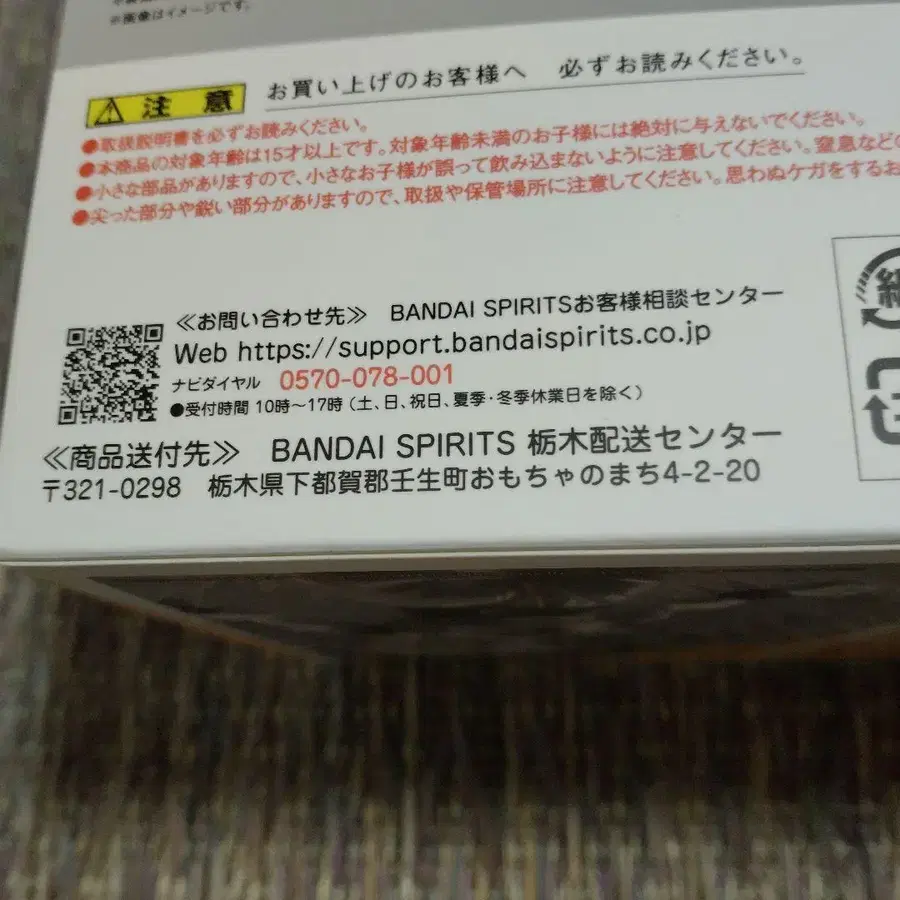 ※画像はイメージです。
⚠注意 お買い上げのお客様へ 必ずお読みください。
●取扱説明書を必ずお読みください。
●本商品の対象年齢は15才以上です。対象年齢未満のお子様には絶対に与えないでください。
●小さな部品がありますので、小さなお子様が誤って飲み込まないように注意してください。窒息などの
●尖った部分や鋭い部分がありますので、取扱や保管場所に注意してください。思わぬケガをするお
≪お問い合わせ先≫ BANDAI SPIRITSお客様相談センター
Web https://support.bandaispirits.co.jp
ナビダイヤル 0570-078-001
●受付時間 10時～17時（土、日、祝日、夏季・冬季休業日を除く）
≪商品送付先≫ BANDAI SPIRITS 栃木配送センター
〒321-0298 栃木県下都賀郡壬生町おもちゃのまち4-2-20